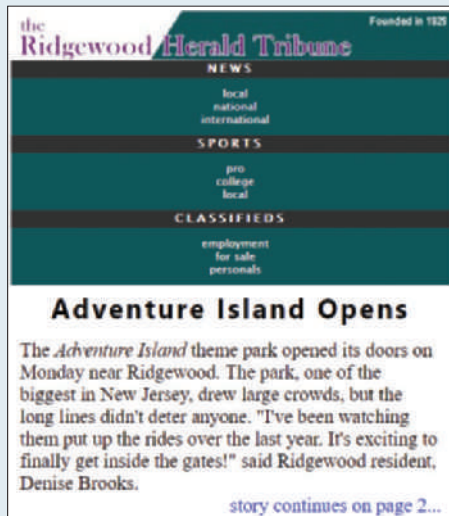 the
Founded in 1929
Ridgewood Herald Tribune
NEWS
local
national
international
SPORTS
pro
college
local
CLASSIFIEDS
employment
for sale
personals
Adventure Island Opens
The Adventure Island theme park opened its doors on
Monday near Ridgewood. The park, one of the
biggest in New Jersey, drew large crowds, but the
long lines didn't deter anyone. "I've been watching
them put up the rides over the last year. It's exciting to
finally get inside the gates!" said Ridgewood resident,
Denise Brooks.
story continues on page 2...